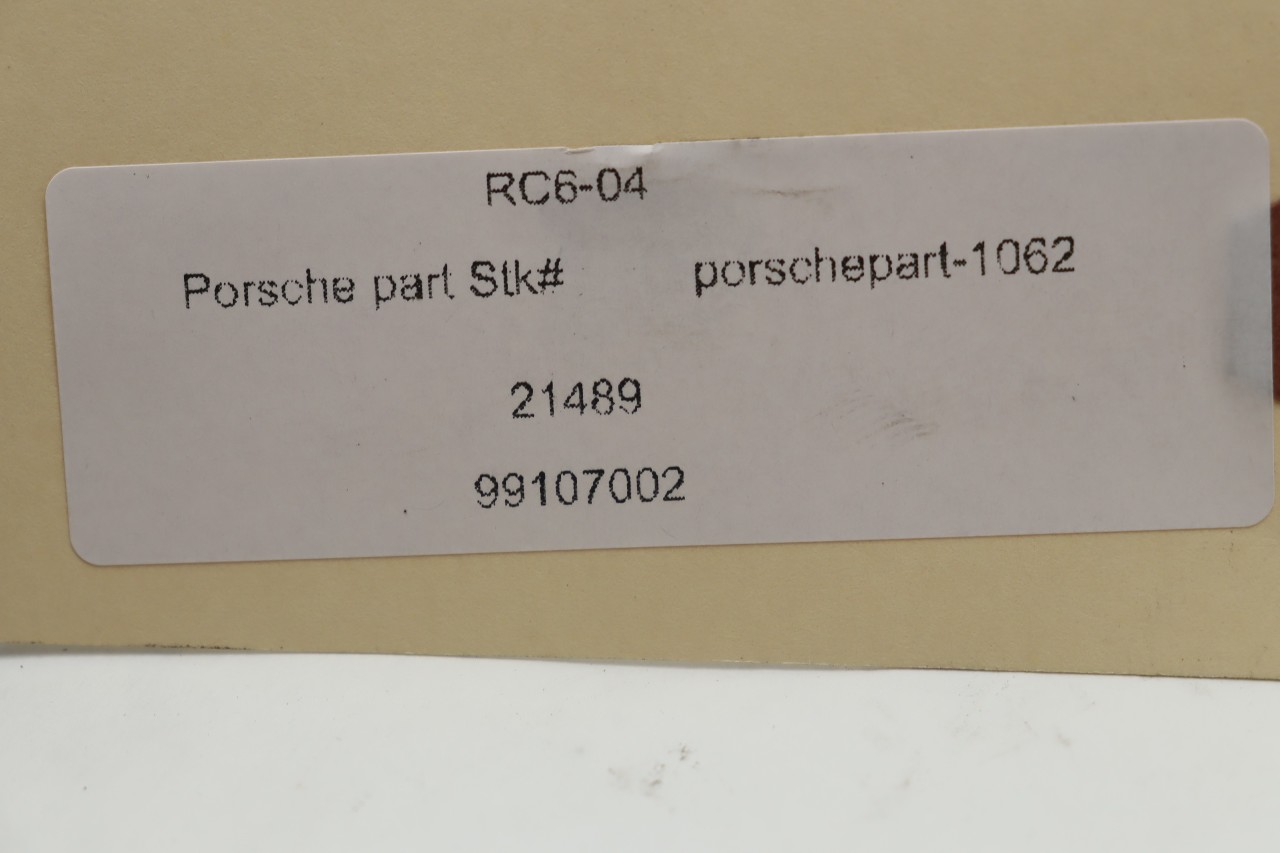 RC6-04
Porsche part Stk# porschepart-1062
21489
99107002